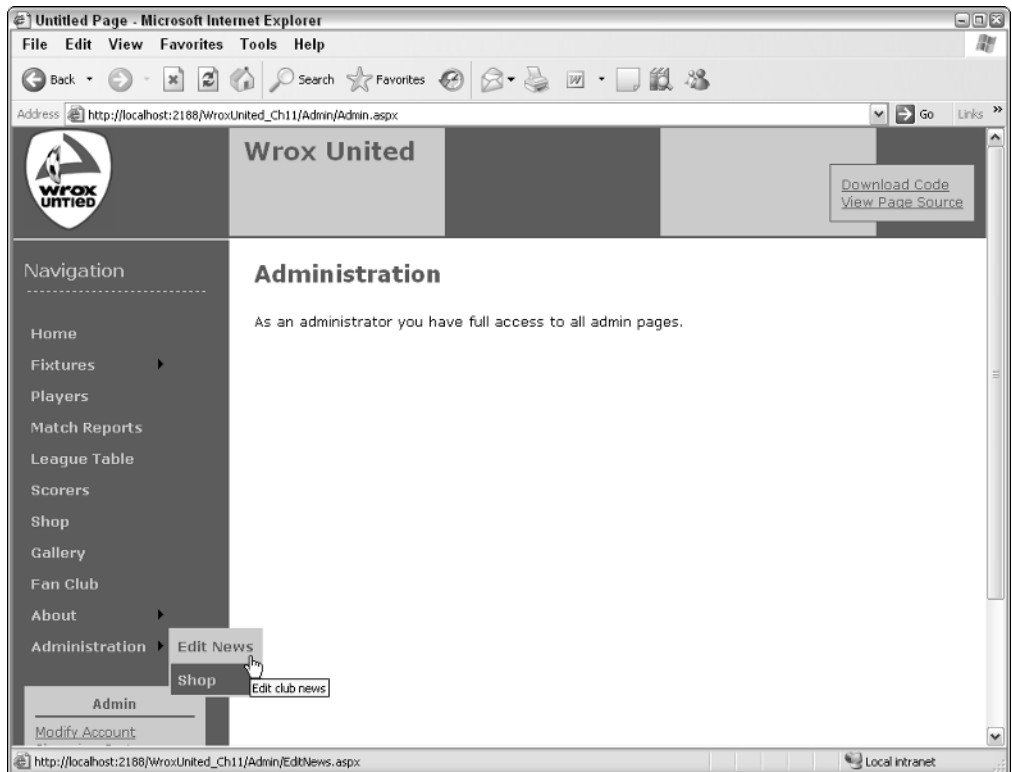 Untitled Page - Microsoft Internet Explorer
File Edit View Favorites Tools Help
Back Search Favorites
Address http://localhost:2188/WroxUnited_Ch11/Admin/Admin.aspx Go Links »
wrox
UNTIED
Wrox United
Download Code
View Page Source
Navigation
Home
Fixtures
Players
Match Reports
League Table
Scorers
Shop
Gallery
Fan Club
About
Administration
Edit News
Shop
Edit club news
Admin
Modify Account
Administration
As an administrator you have full access to all admin pages.
http://localhost:2188/WroxUnited_Ch11/Admin/EditNews.aspx Local intranet